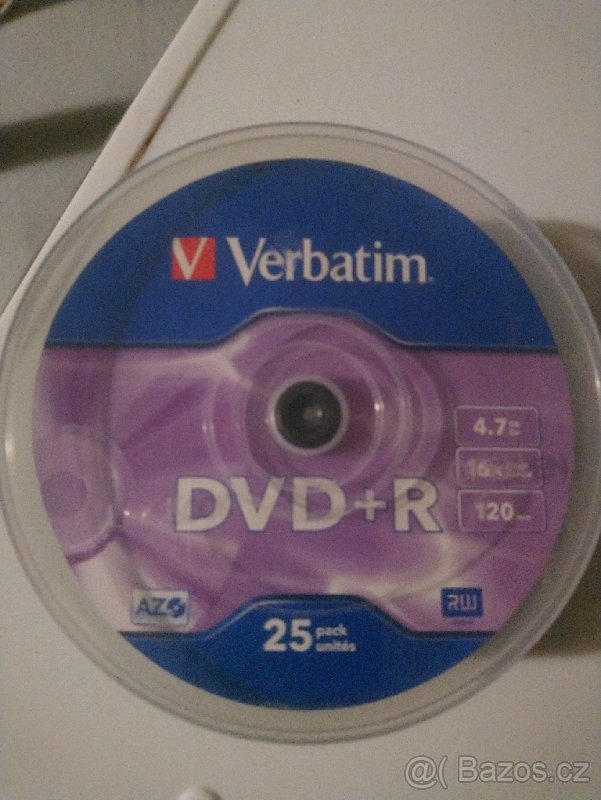 V Verbatim
4.7
16x
DVD+R
120
AZO
RW
25 pack
unités
@( Bazos.cz